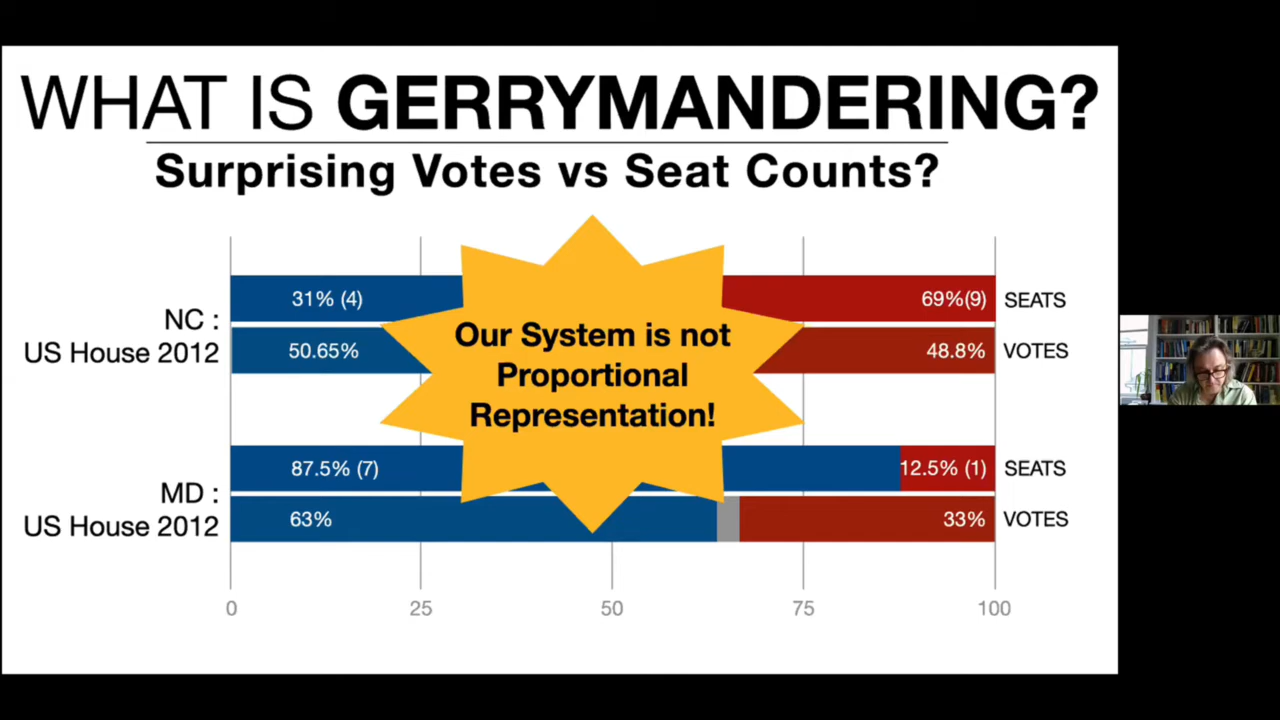 WHAT IS GERRYMANDERING?
Surprising Votes vs Seat Counts?
NC :
US House 2012
31% (4)
69%(9)
SEATS
50.65%
48.8%
VOTES
Our System is not
Proportional
Representation!
MD :
US House 2012
87.5% (7)
12.5% (1)
SEATS
63%
33%
VOTES
0 25 50 75 100